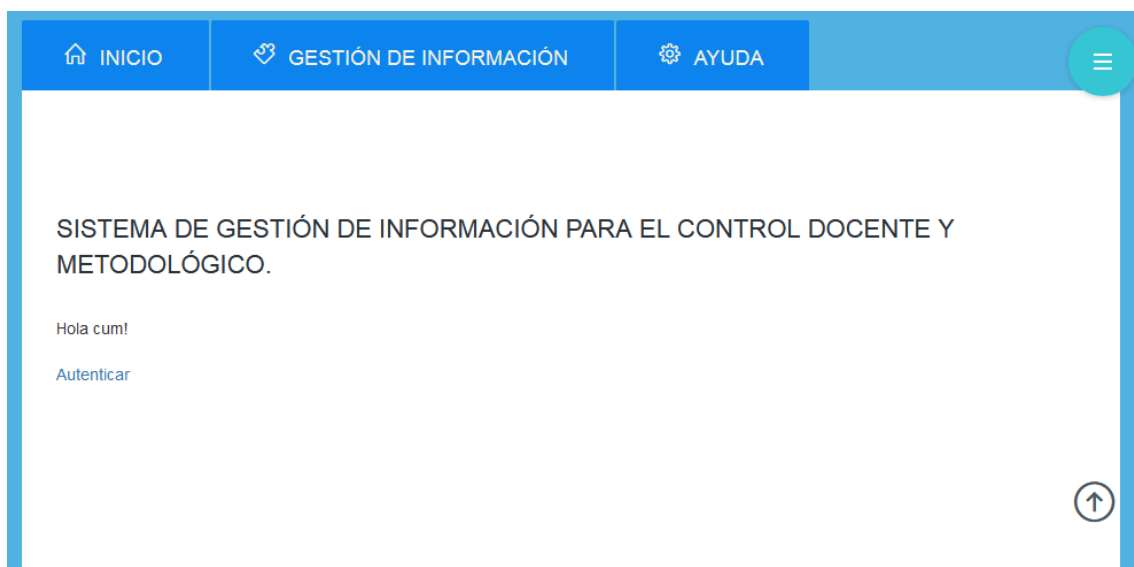 INICIO
GESTIÓN DE INFORMACIÓN
AYUDA
SISTEMA DE GESTIÓN DE INFORMACIÓN PARA EL CONTROL DOCENTE Y
METODOLÓGICO.
Hola cum!
Autenticar